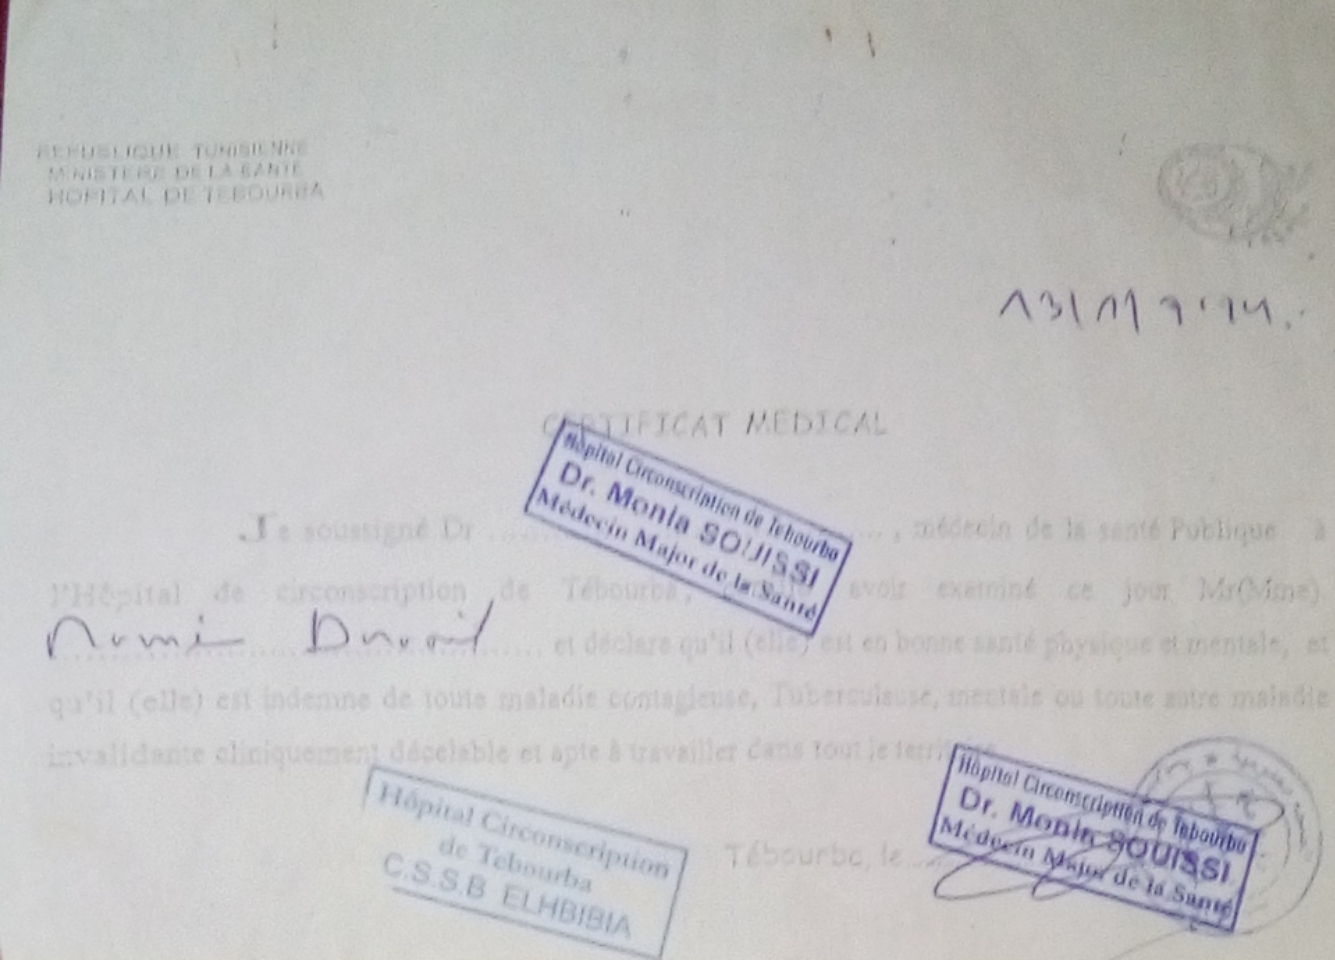 REPUBLIQUE TUNISIENNE
MINISTERE DE LA SANTE
HOPITAL DE TEBOURBA
CERTIFICAT MEDICAL
Hôpital Circonscription de Tebourba
Dr. Monia SOUISSI
Médecin Major de la Santé
Je soussigné Dr ........, médecin de la santé Publique à
l'Hôpital de circonscription de Tébourba, avoir examiné ce jour Mr(Mme).
........ et déclare qu'il (elle) est en bonne santé physique et mentale, et
qu'il (elle) est indemne de toute maladie contagieuse, Tuberculeuse, mentale ou toute autre maladie
invalidante cliniquement décelable et apte à travailler dans tout le
Hôpital Circonscription
de Tebourba
C.S.S.B ELHBIBIA
Tébourba, le
Hôpital Circonscription de Tebourba
Dr. Monia SOUISSI
Médecin Major de la Santé